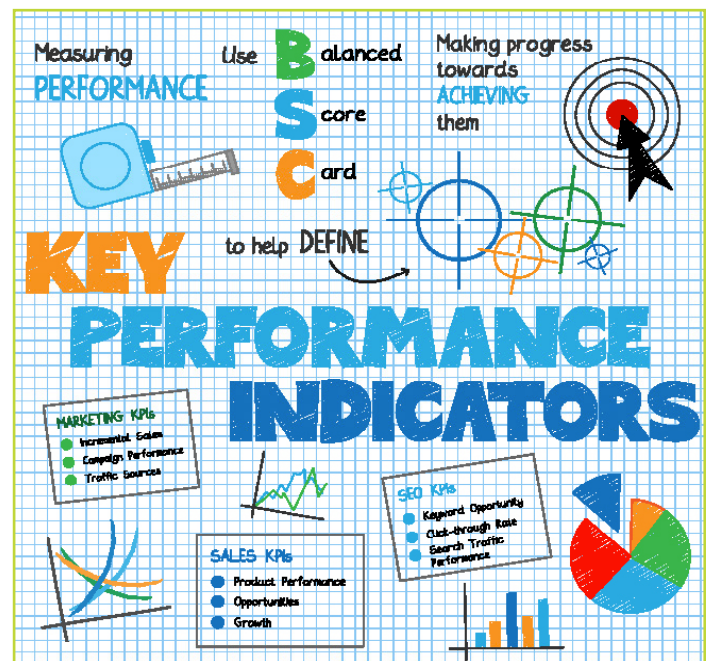 Measuring
PERFORMANCE
Use Balanced
Score
Card
to help DEFINE
Making progress
towards
ACHIEVING
them
KEY
PERFORMANCE
INDICATORS
MARKETING KPIs
Incremental Sales
Campaign Performance
Traffic Sources
SALES KPIs
Product Performance
Opportunities
Growth
SEO KPIs
Keyword Opportunity
Click-through Rate
Search Traffic
Performance